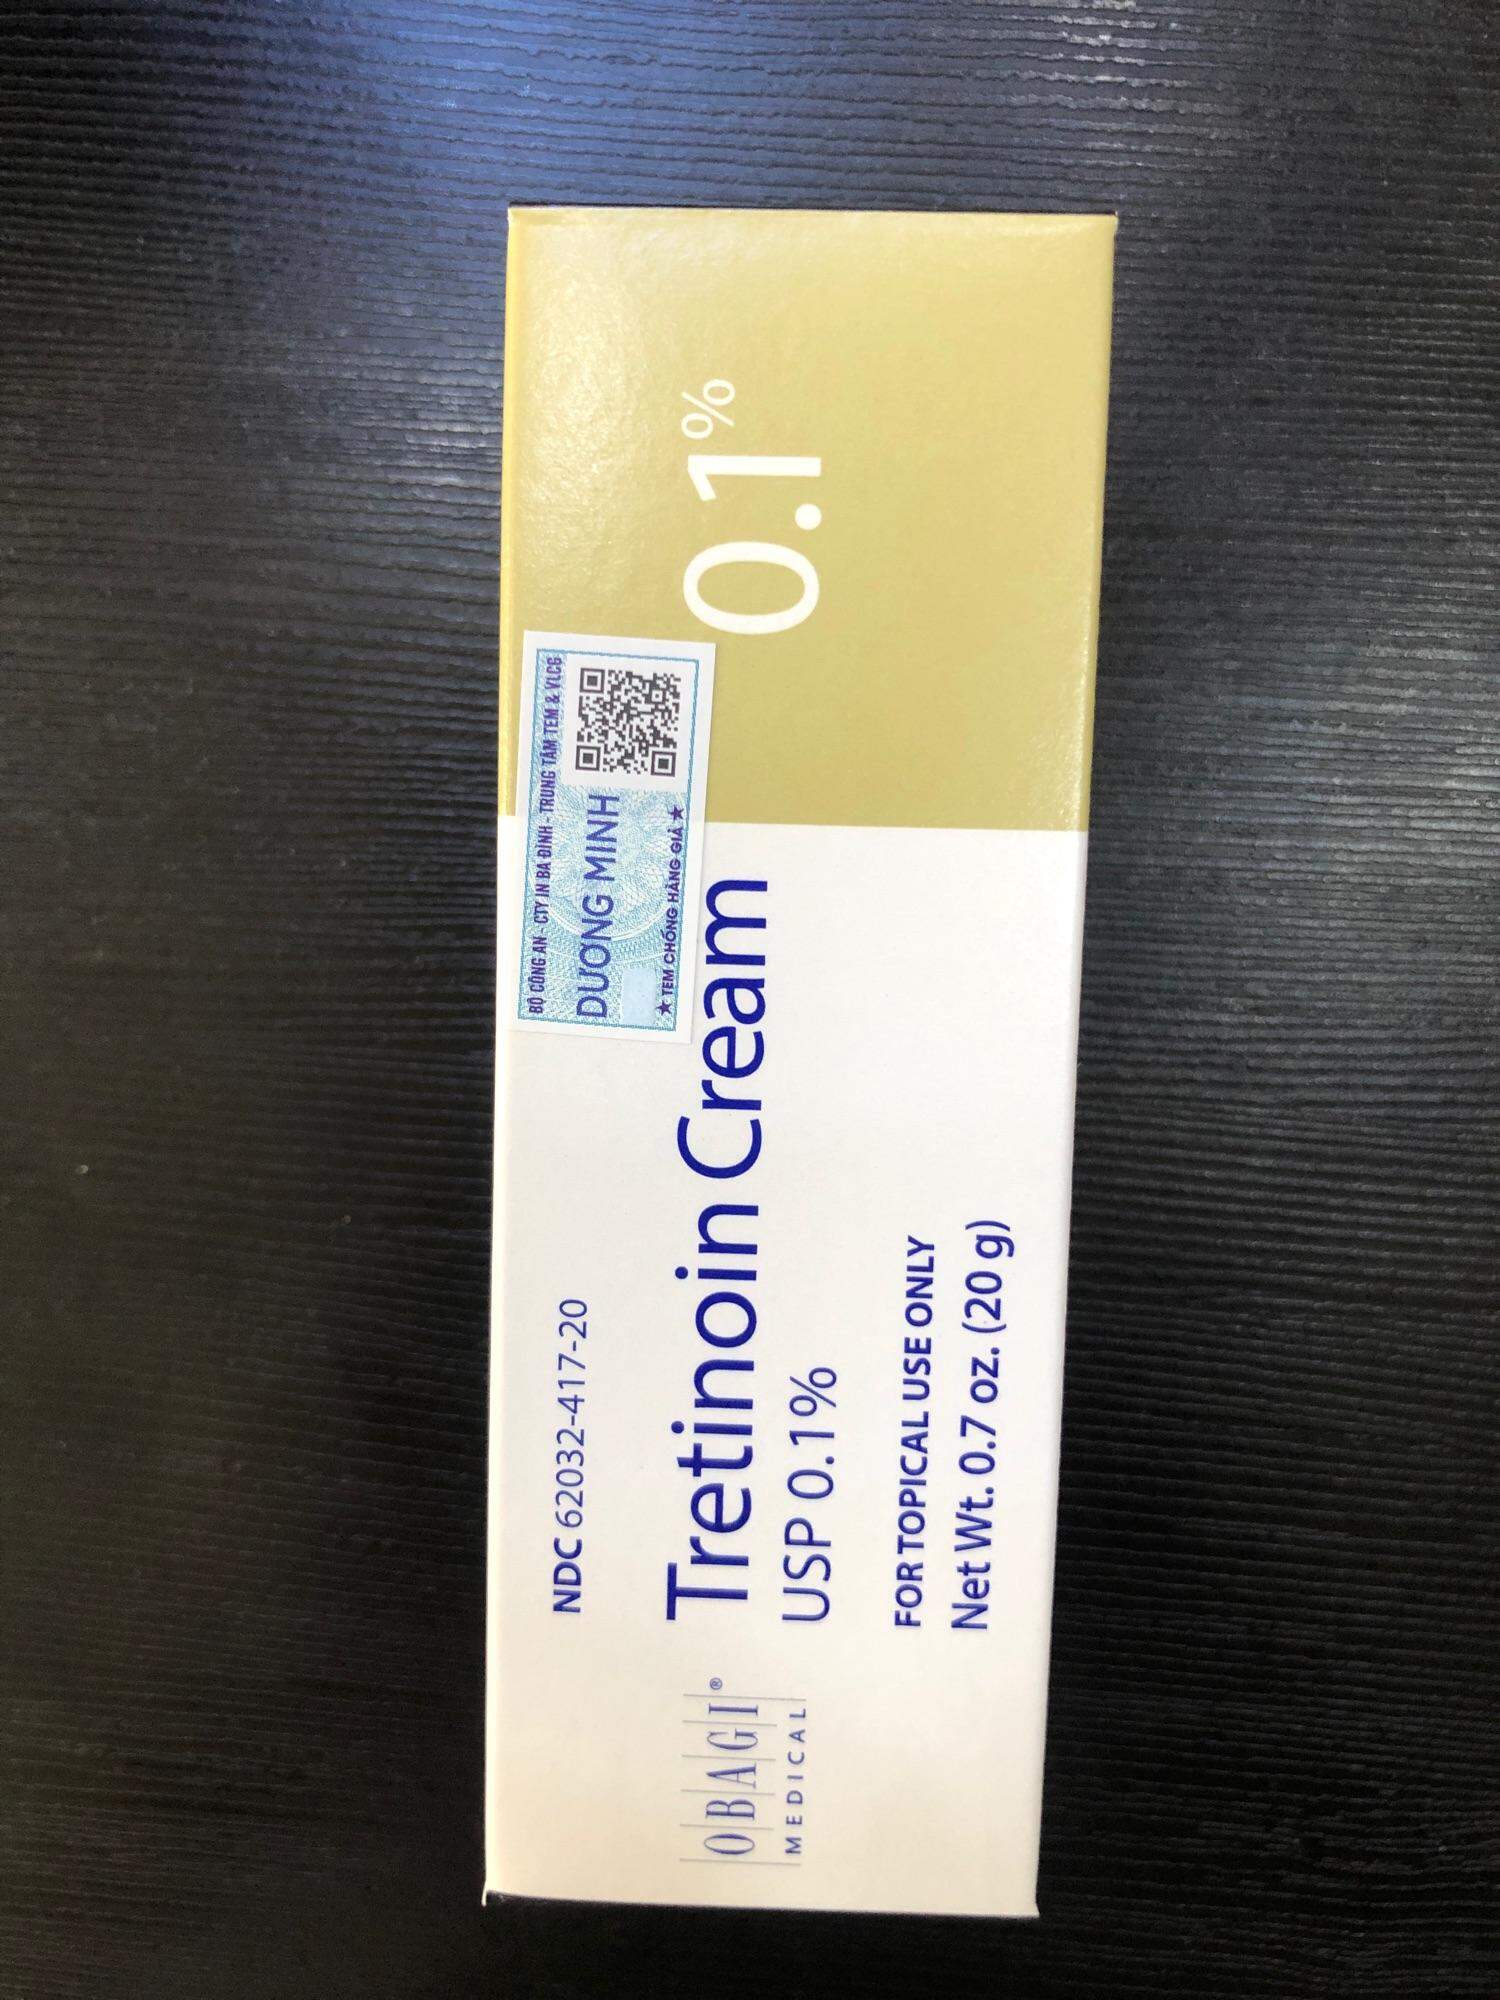 NDC 62032-417-20
OBAGI®
MEDICAL
Tretinoin Cream
USP 0.1%
FOR TOPICAL USE ONLY
Net Wt. 0.7 oz. (20 g)
BỘ CÔNG AN - CTY IN BA ĐÌNH - TRUNG TÂM TEM & VLCG
DƯƠNG MINH
★ TEM CHỐNG HÀNG GIẢ ★
0.1%